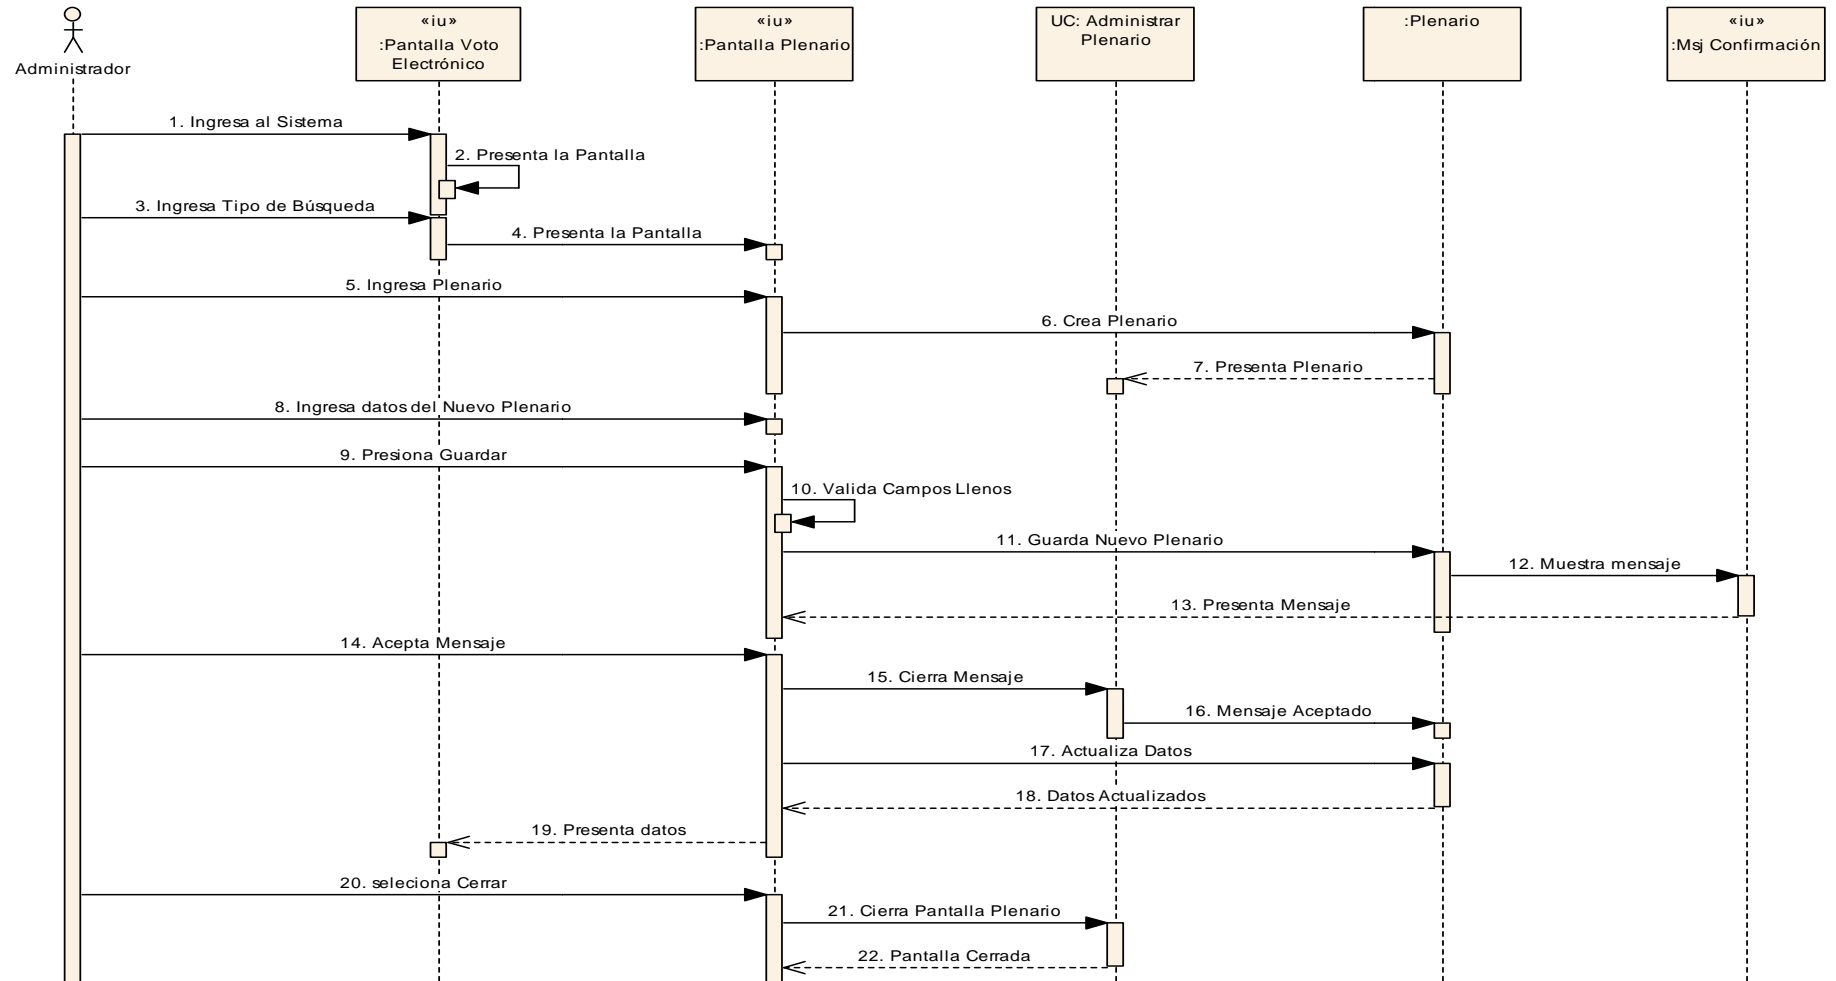 Administrador
«iu»
:Pantalla Voto
Electrónico
«iu»
:Pantalla Plenario
UC: Administrar
Plenario
:Plenario
«iu»
:Msj Confirmación
1. Ingresa al Sistema
2. Presenta la Pantalla
3. Ingresa Tipo de Búsqueda
4. Presenta la Pantalla
5. Ingresa Plenario
6. Crea Plenario
7. Presenta Plenario
8. Ingresa datos del Nuevo Plenario
9. Presiona Guardar
10. Valida Campos Llenos
11. Guarda Nuevo Plenario
12. Muestra mensaje
13. Presenta Mensaje
14. Acepta Mensaje
15. Cierra Mensaje
16. Mensaje Aceptado
17. Actualiza Datos
18. Datos Actualizados
19. Presenta datos
20. seleciona Cerrar
21. Cierra Pantalla Plenario
22. Pantalla Cerrada